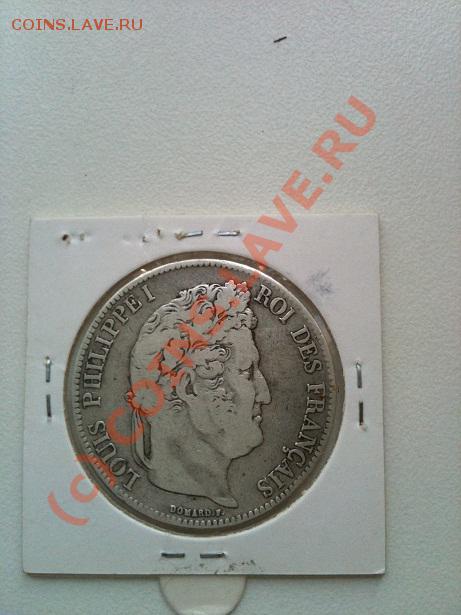 COINS.LAVE.RU
(c) COINS.LAVE.RU
LOUIS PHILIPPE I ROI DES FRANÇAIS
DOMARD.F.